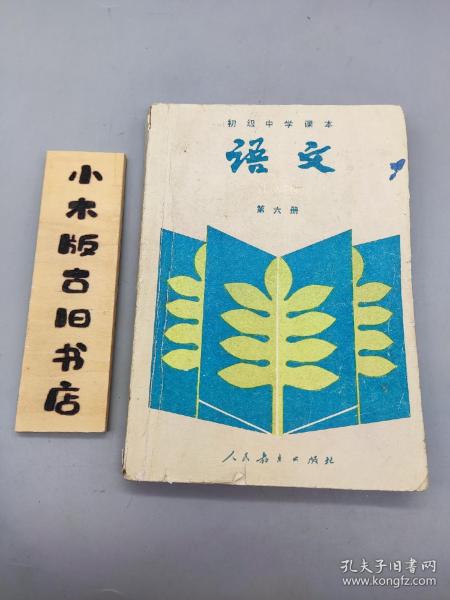 小木版古旧书店
初级中学课本
语文
第六册
人民教育出版社
孔夫子旧书网
www.kongfz.com